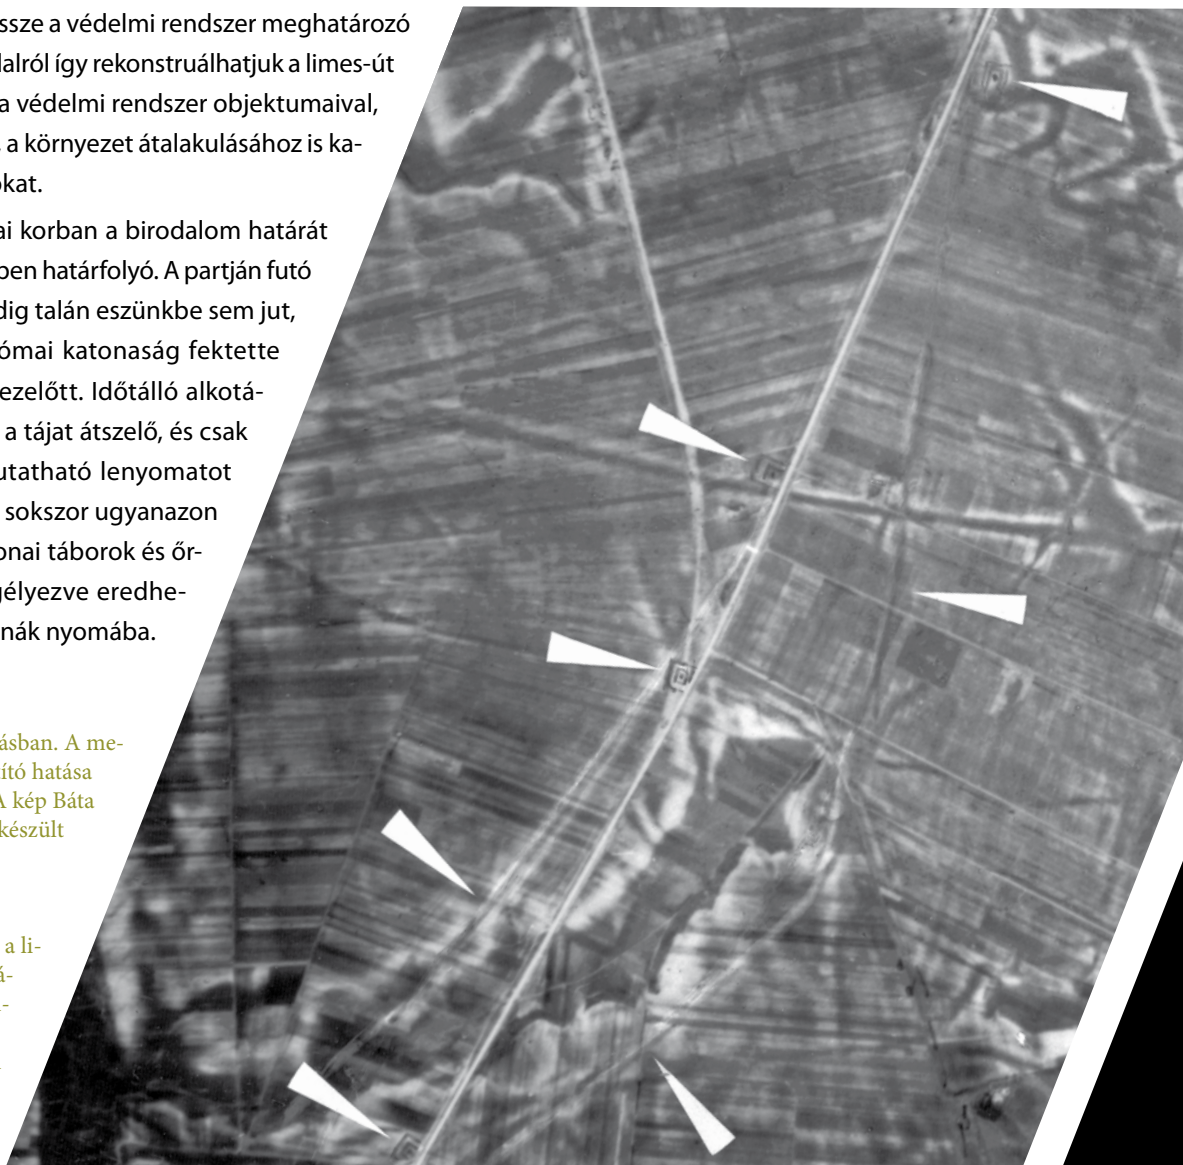 ssze a védelmi rendszer meghatározó
lalról így rekonstruálhatjuk a limes-út
a védelmi rendszer objektumaival,
a környezet átalakulásához is ka-
okat.
ai korban a birodalom határát
ben határfolyó. A partján futó
dig talán eszünkbe sem jut,
ómai katonaság fektette
ezelőtt. Időtálló alkotá-
a tájat átszelő, és csak
utatható lenyomatot
sokszor ugyanazon
onai táborok és őr-
gélyezve eredhe-
nák nyomába.
ásban. A me-
ító hatása
A kép Báta
készült
a li-
á-